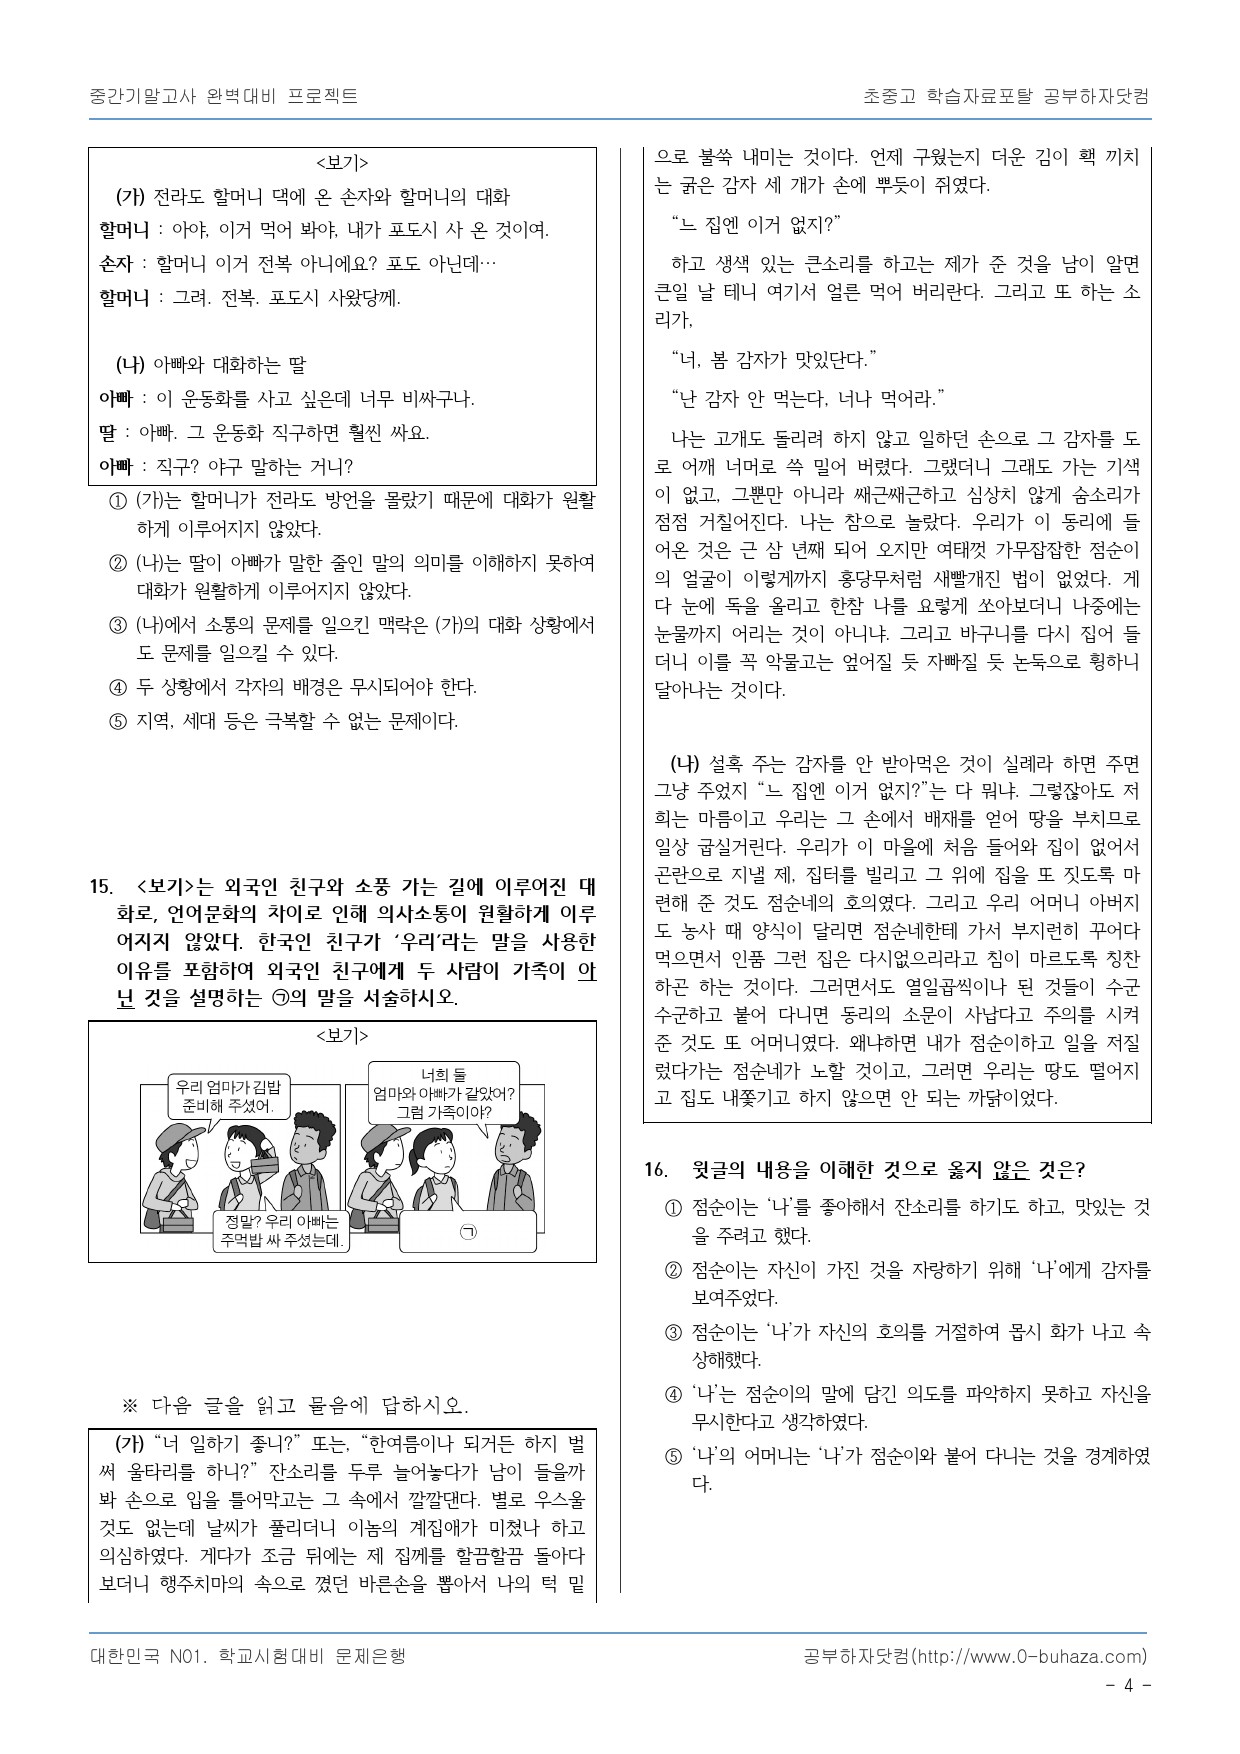 중간기말고사 완벽대비 프로젝트
초중고 학습자료포탈 공부하자닷컴
<보기>
(가) 전라도 할머니 댁에 온 손자와 할머니의 대화
할머니 : 아야, 이거 먹어 봐야, 내가 포도시 사 온 것이여.
손자 : 할머니 이거 전복 아니에요? 포도 아닌데…
할머니 : 그려. 전복. 포도시 사왔당께.
(나) 아빠와 대화하는 딸
아빠 : 이 운동화를 사고 싶은데 너무 비싸구나.
딸 : 아빠. 그 운동화 직구하면 훨씬 싸요.
아빠 : 직구? 야구 말하는 거니?
① (가)는 할머니가 전라도 방언을 몰랐기 때문에 대화가 원활
하게 이루어지지 않았다.
② (나)는 딸이 아빠가 말한 줄인 말의 의미를 이해하지 못하여
대화가 원활하게 이루어지지 않았다.
③ (나)에서 소통의 문제를 일으킨 맥락은 (가)의 대화 상황에서
도 문제를 일으킬 수 있다.
④ 두 상황에서 각자의 배경은 무시되어야 한다.
⑤ 지역, 세대 등은 극복할 수 없는 문제이다.
15. <보기>는 외국인 친구와 소풍 가는 길에 이루어진 대
화로, 언어문화의 차이로 인해 의사소통이 원활하게 이루
어지지 않았다. 한국인 친구가 ‘우리’라는 말을 사용한
이유를 포함하여 외국인 친구에게 두 사람이 가족이 아
닌 것을 설명하는 ㉠의 말을 서술하시오.
<보기>
우리 엄마가 김밥
준비해 주셨어.
정말? 우리 아빠는
주먹밥 싸 주셨는데.
너희 둘
엄마와 아빠가 같았어?
그럼 가족이야?
㉠
※ 다음 글을 읽고 물음에 답하시오.
(가) “너 일하기 좋니?” 또는, “한여름이나 되거든 하지 벌
써 울타리를 하니?” 잔소리를 두루 늘어놓다가 남이 들을까
봐 손으로 입을 틀어막고는 그 속에서 깔깔댄다. 별로 우스울
것도 없는데 날씨가 풀리더니 이놈의 계집애가 미쳤나 하고
의심하였다. 게다가 조금 뒤에는 제 집께를 할끔할끔 돌아다
보더니 행주치마의 속으로 꼈던 바른손을 뽑아서 나의 턱 밑
으로 불쑥 내미는 것이다. 언제 구웠는지 더운 김이 홱 끼치
는 굵은 감자 세 개가 손에 뿌듯이 쥐였다.
“느 집엔 이거 없지?”
하고 생색 있는 큰소리를 하고는 제가 준 것을 남이 알면
큰일 날 테니 여기서 얼른 먹어 버리란다. 그리고 또 하는 소
리가,
“너, 봄 감자가 맛있단다.”
“난 감자 안 먹는다, 너나 먹어라.”
나는 고개도 돌리려 하지 않고 일하던 손으로 그 감자를 도
로 어깨 너머로 쓱 밀어 버렸다. 그랬더니 그래도 가는 기색
이 없고, 그뿐만 아니라 쌔근쌔근하고 심상치 않게 숨소리가
점점 거칠어진다. 나는 참으로 놀랐다. 우리가 이 동리에 들
어온 것은 근 삼 년째 되어 오지만 여태껏 가무잡잡한 점순이
의 얼굴이 이렇게까지 홍당무처럼 새빨개진 법이 없었다. 게
다 눈에 독을 올리고 한참 나를 요렇게 쏘아보더니 나중에는
눈물까지 어리는 것이 아니냐. 그리고 바구니를 다시 집어 들
더니 이를 꼭 악물고는 엎어질 듯 자빠질 듯 논둑으로 휭하니
달아나는 것이다.
(나) 설혹 주는 감자를 안 받아먹은 것이 실례라 하면 주면
그냥 주었지 “느 집엔 이거 없지?”는 다 뭐냐. 그렇잖아도 저
희는 마름이고 우리는 그 손에서 배재를 얻어 땅을 부치므로
일상 굽실거린다. 우리가 이 마을에 처음 들어와 집이 없어서
곤란으로 지낼 제, 집터를 빌리고 그 위에 집을 또 짓도록 마
련해 준 것도 점순네의 호의였다. 그리고 우리 어머니 아버지
도 농사 때 양식이 달리면 점순네한테 가서 부지런히 꾸어다
먹으면서 인품 그런 집은 다시없으리라고 침이 마르도록 칭찬
하곤 하는 것이다. 그러면서도 열일곱씩이나 된 것들이 수군
수군하고 붙어 다니면 동리의 소문이 사납다고 주의를 시켜
준 것도 또 어머니였다. 왜냐하면 내가 점순이하고 일을 저질
렀다가는 점순네가 노할 것이고, 그러면 우리는 땅도 떨어지
고 집도 내쫓기고 하지 않으면 안 되는 까닭이었다.
16. 윗글의 내용을 이해한 것으로 옳지 않은 것은?
① 점순이는 ‘나’를 좋아해서 잔소리를 하기도 하고, 맛있는 것
을 주려고 했다.
② 점순이는 자신이 가진 것을 자랑하기 위해 ‘나’에게 감자를
보여주었다.
③ 점순이는 ‘나’가 자신의 호의를 거절하여 몹시 화가 나고 속
상해했다.
④ ‘나’는 점순이의 말에 담긴 의도를 파악하지 못하고 자신을
무시한다고 생각하였다.
⑤ ‘나’의 어머니는 ‘나’가 점순이와 붙어 다니는 것을 경계하였
다.
대한민국 N01. 학교시험대비 문제은행
공부하자닷컴(http://www.0-buhaza.com)
- 4 -